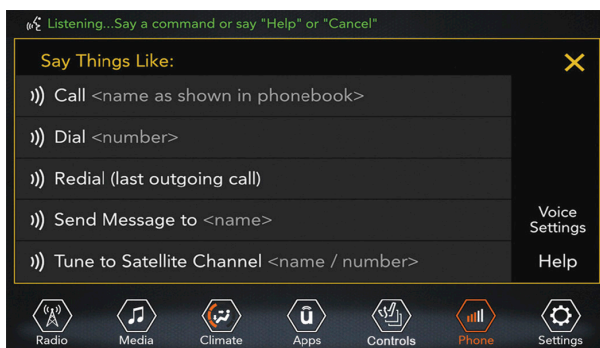 Listening...Say a command or say "Help" or "Cancel"
Say Things Like:
Call <name as shown in phonebook>
Dial <number>
Redial (last outgoing call)
Send Message to <name>
Tune to Satellite Channel <name / number>
Voice
Settings
Help
Radio
Media
Climate
Apps
Controls
Phone
Settings